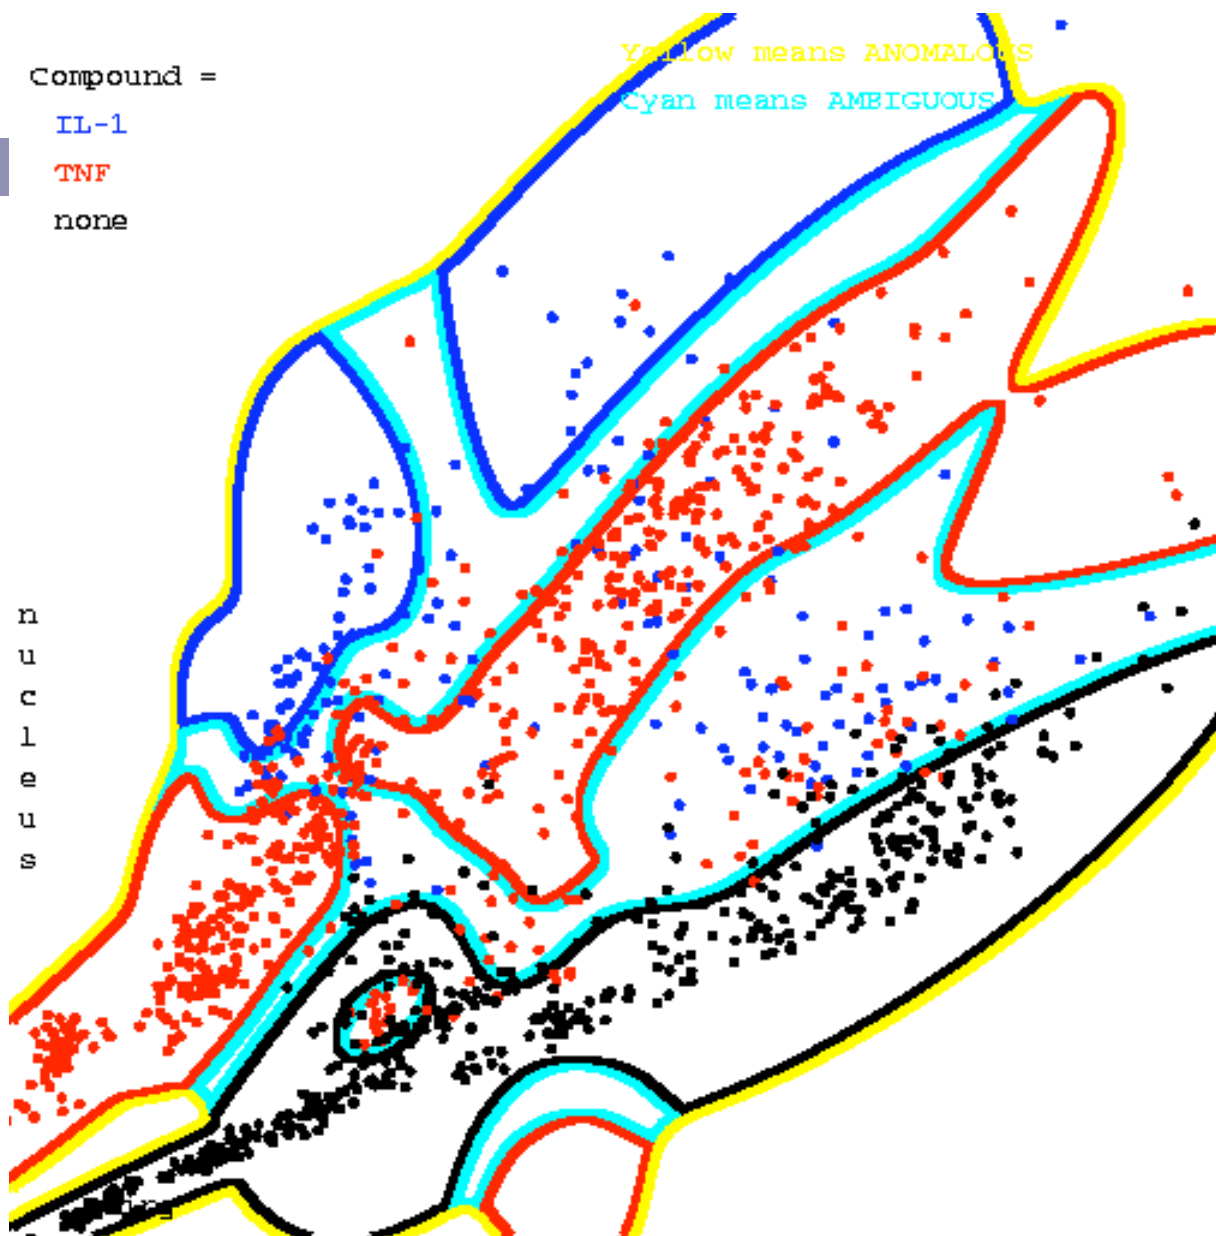 Yellow means ANOMALOUS
Compound =
Cyan means AMBIGUOUS
IL-1
TNF
none
n
u
c
l
e
u
s